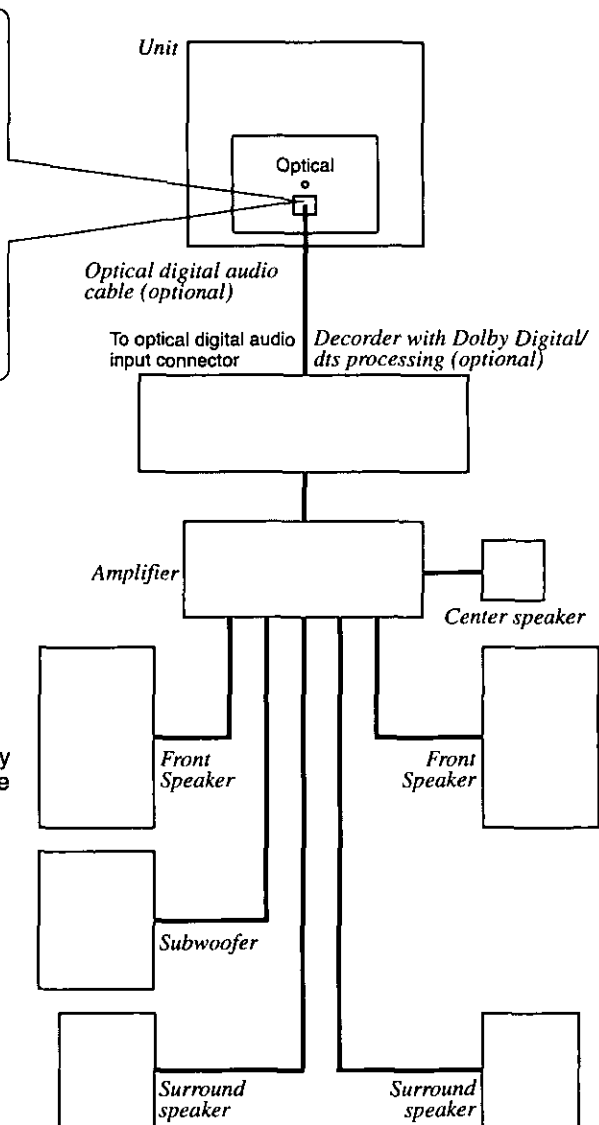 Unit
Optical
Optical digital audio
cable (optional)
To optical digital audio
input connector
Decorder with Dolby Digital/
dts processing (optional)
Amplifier
Center speaker
y
e
Front
Speaker
Front
Speaker
Subwoofer
Surround
speaker
Surround
speaker